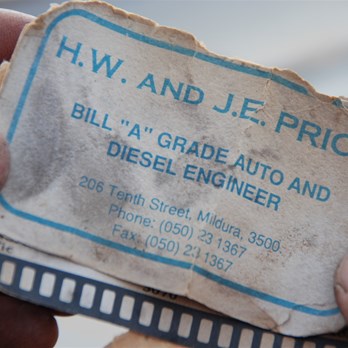 H.W. AND J.E. PRIC
BILL "A" GRADE AUTO AND
DIESEL ENGINEER
206 Tenth Street, Mildura, 3500
Phone: (050) 23 1367
Fax: (050) 23 1367